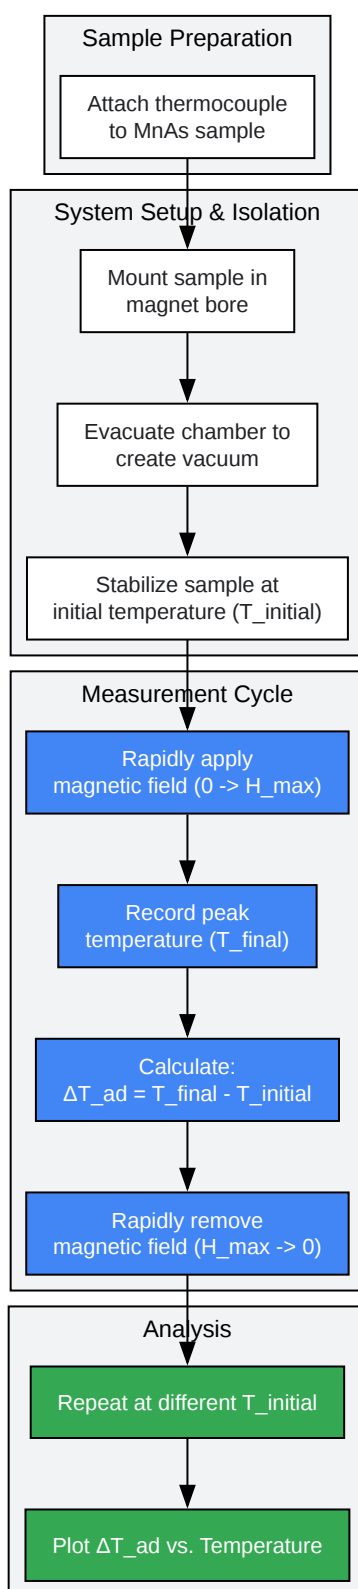 Sample Preparation
Attach thermocouple
to MnAs sample
System Setup & Isolation
Mount sample in
magnet bore
Evacuate chamber to
create vacuum
Stabilize sample at
initial temperature (T_initial)
Measurement Cycle
Rapidly apply
magnetic field (0 -> H_max)
Record peak
temperature (T_final)
Calculate:
ΔT_ad = T_final - T_initial
Rapidly remove
magnetic field (H_max -> 0)
Analysis
Repeat at different T_initial
Plot ΔT_ad vs. Temperature